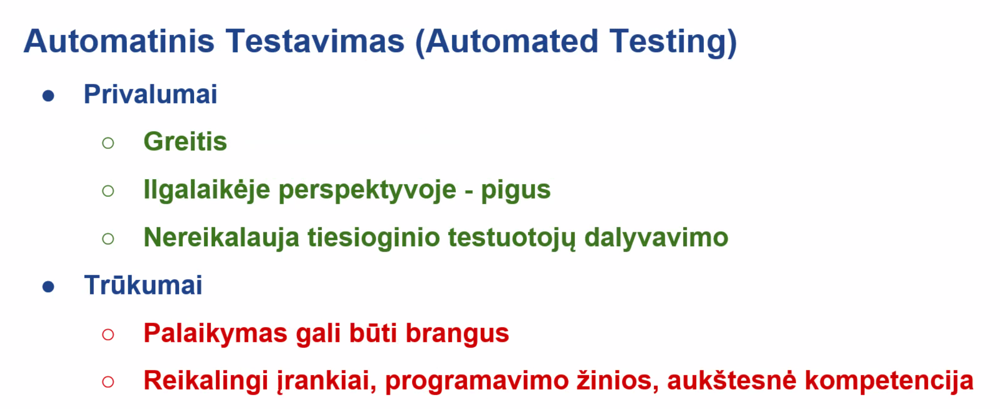 Automatinis Testavimas (Automated Testing)
● Privalumai
○ Greitis
○ Ilgalaikėje perspektyvoje - pigus
○ Nereikalauja tiesioginio testuotojų dalyvavimo
● Trūkumai
○ Palaikymas gali būti brangus
○ Reikalingi įrankiai, programavimo žinios, aukštesnė kompetencija